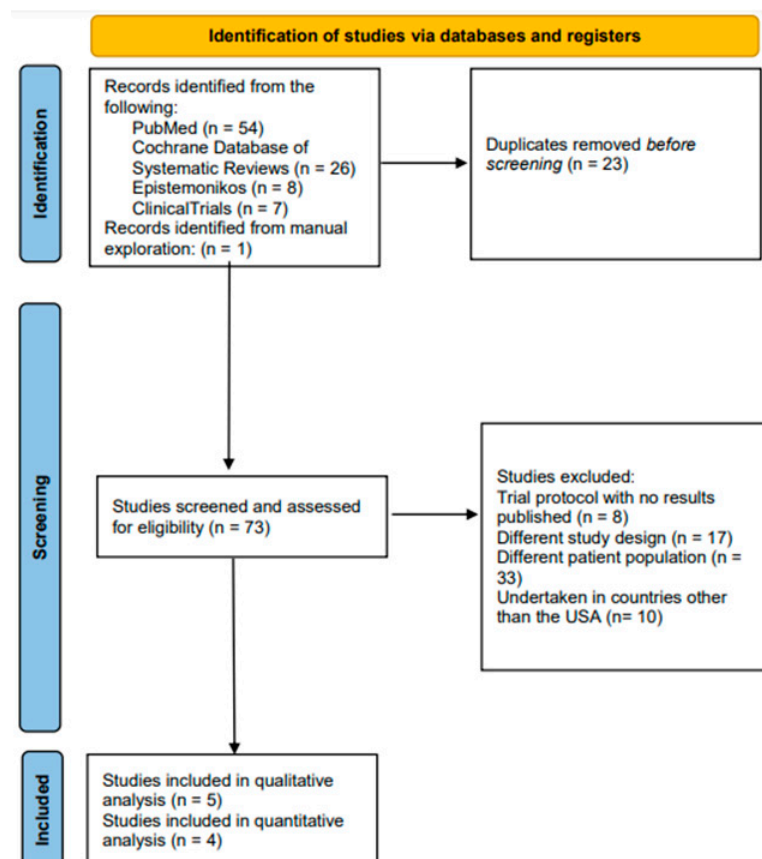 Identification of studies via databases and registers
Identification
Records identified from the
following:
PubMed (n = 54)
Cochrane Database of
Systematic Reviews (n = 26)
Epistemonikos (n = 8)
ClinicalTrials (n = 7)
Records identified from manual
exploration: (n = 1)
Duplicates removed before
screening (n = 23)
Screening
Studies screened and assessed
for eligibility (n = 73)
Studies excluded:
Trial protocol with no results
published (n = 8)
Different study design (n = 17)
Different patient population (n =
33)
Undertaken in countries other
than the USA (n= 10)
Included
Studies included in qualitative
analysis (n = 5)
Studies included in quantitative
analysis (n = 4)